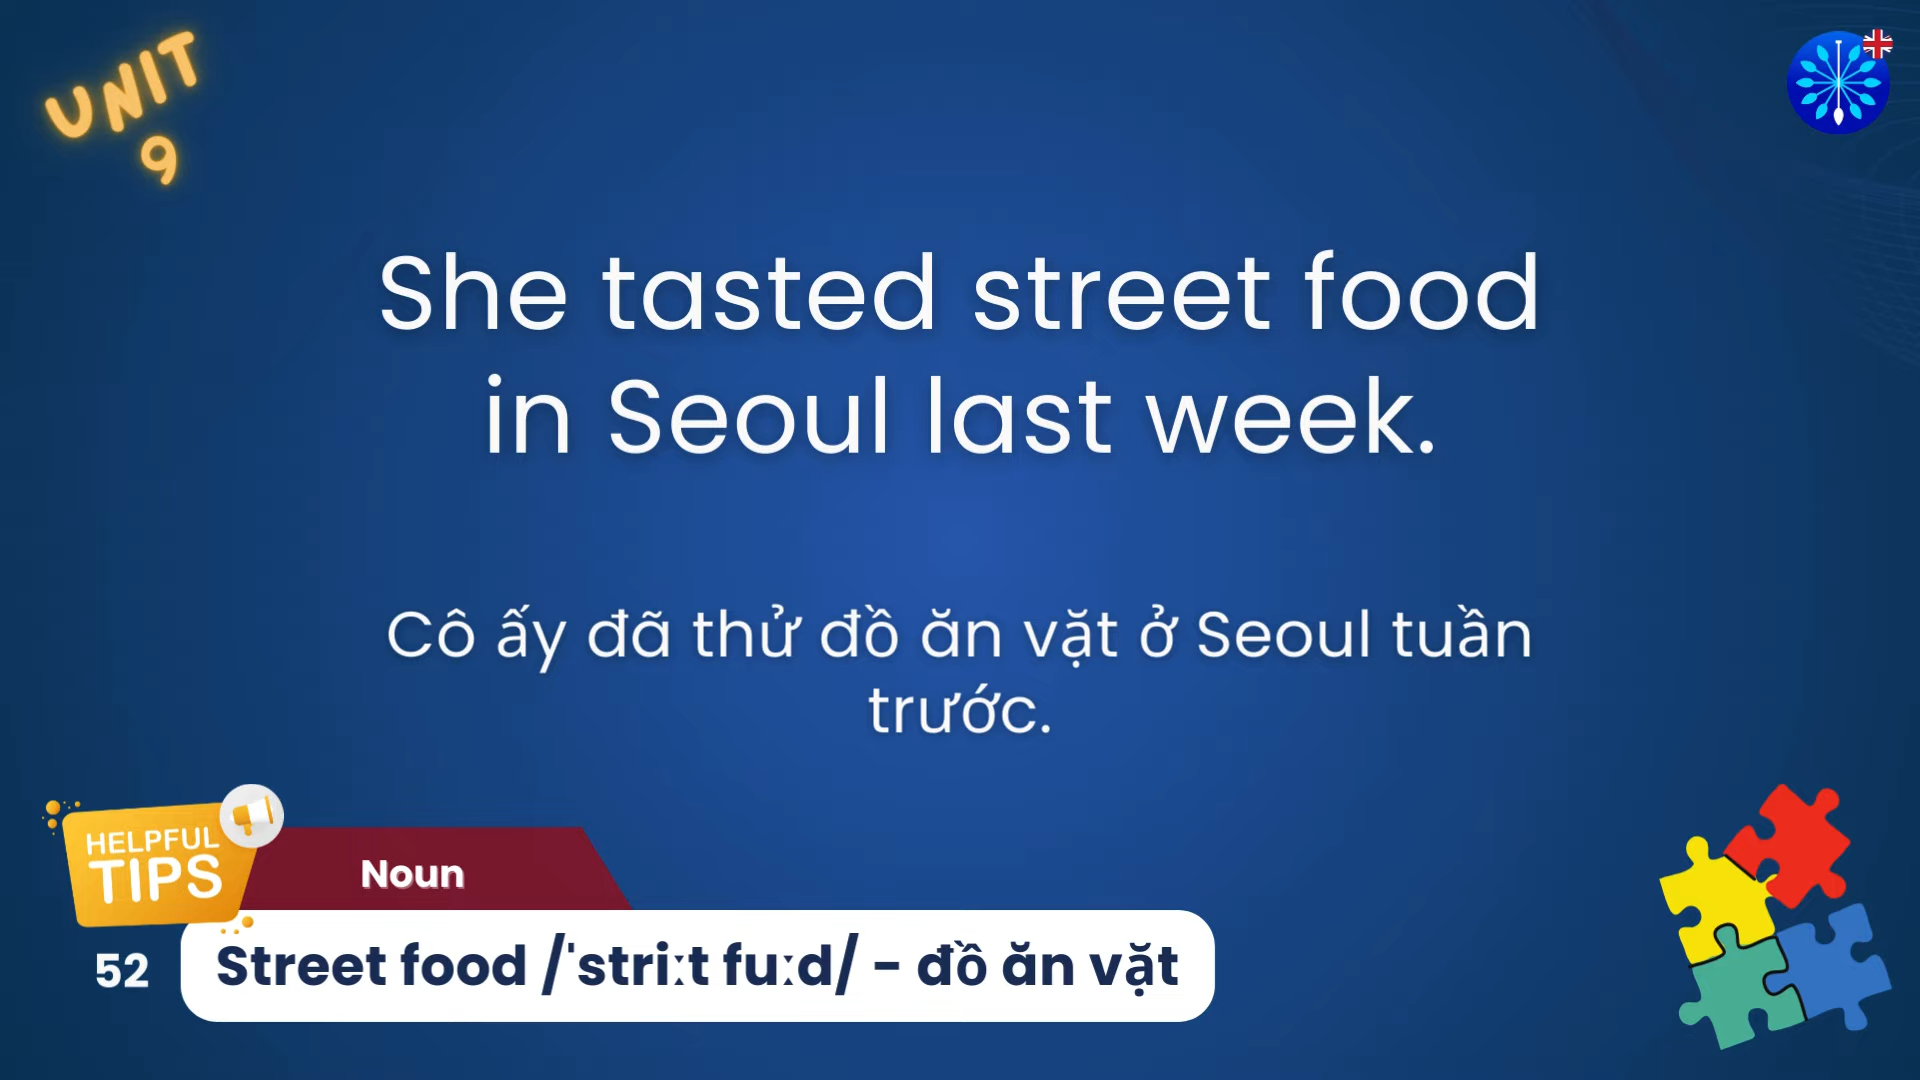 UNIT
9
She tasted street food
in Seoul last week.
Cô ấy đã thử đồ ăn vặt ở Seoul tuần
trước.
HELPFUL
TIPS
Noun
52
Street food /ˈstriːt fuːd/ - đồ ăn vặt